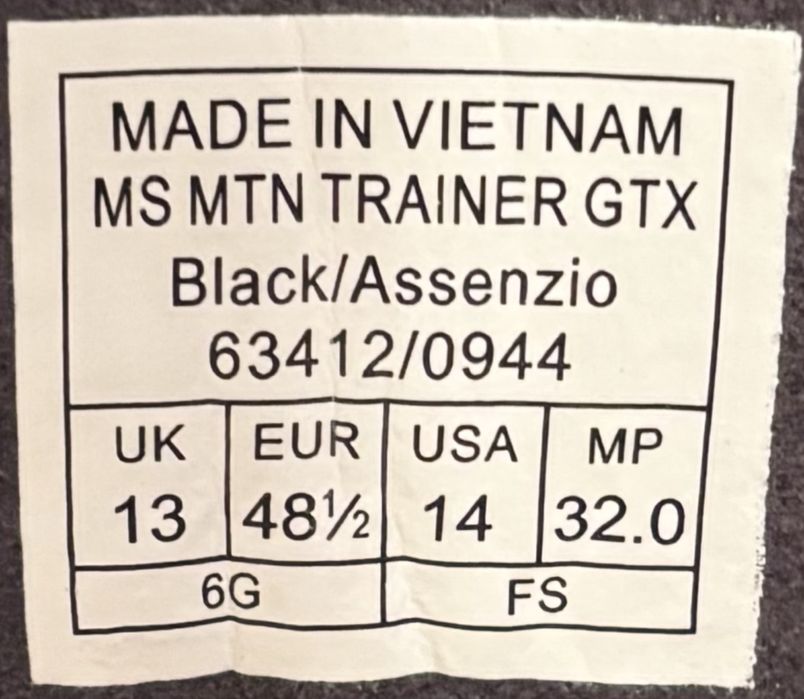 MADE IN VIETNAM
MS MTN TRAINER GTX
Black/Assenzio
63412/0944
UK EUR USA MP
13 48½ 14 32.0
6G FS